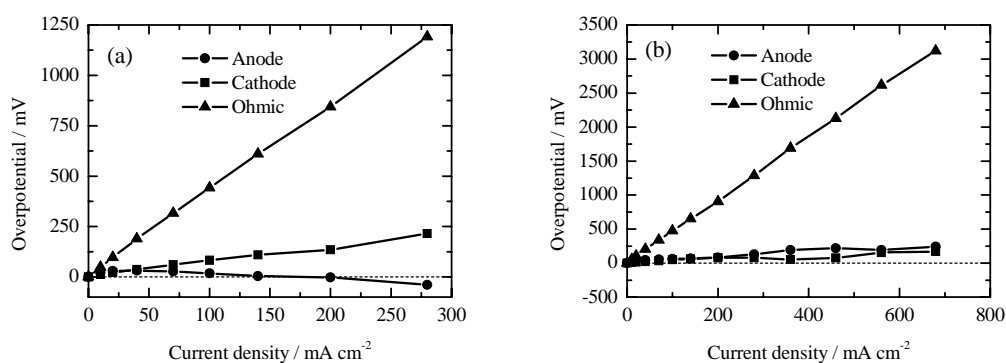 (a)
Anode
Cathode
Ohmic
Overpotential / mV
1250
1000
750
500
250
0
0 50 100 150 200 250 300
Current density / mA cm-2
(b)
Anode
Cathode
Ohmic
Overpotential / mV
3500
3000
2500
2000
1500
1000
500
0
-500
0 200 400 600 800
Current density / mA cm-2